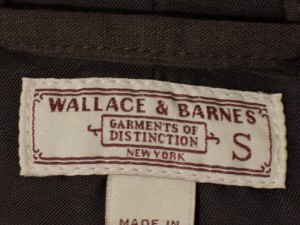 WALLACE & BARNES
GARMENTS OF
DISTINCTION
NEW YORK
S
MADE IN